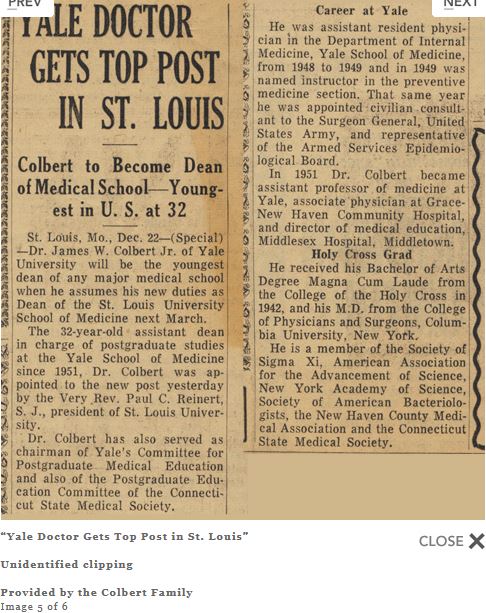 PREV
NEXT
YALE DOCTOR
GETS TOP POST
IN ST. LOUIS
Colbert to Become Dean
of Medical School—Young-
est in U. S. at 32
St. Louis, Mo., Dec. 22—(Special)
—Dr. James W. Colbert Jr. of Yale
University will be the youngest
dean of any major medical school
when he assumes his new duties as
Dean of the St. Louis University
School of Medicine next March.
The 32-year-old assistant dean
in charge of postgraduate studies
at the Yale School of Medicine
since 1951, Dr. Colbert was ap-
pointed to the new post yesterday
by the Very Rev. Paul C. Reinert,
S. J., president of St. Louis Univer-
sity.
Dr. Colbert has also served as
chairman of Yale's Committee for
Postgraduate Medical Education
and also of the Postgraduate Edu-
cation Committee of the Connecti-
cut State Medical Society.
Career at Yale
He was assistant resident physi-
cian in the Department of Internal
Medicine, Yale School of Medicine,
from 1948 to 1949 and in 1949 was
named instructor in the preventive
medicine section. That same year
he was appointed civilian consult-
ant to the Surgeon General, United
States Army, and representative
of the Armed Services Epidemio-
logical Board.
In 1951 Dr. Colbert became
assistant professor of medicine at
Yale, associate physician at Grace-
New Haven Community Hospital,
and director of medical education,
Middlesex Hospital, Middletown.
Holy Cross Grad
He received his Bachelor of Arts
Degree Magna Cum Laude from
the College of the Holy Cross in
1942, and his M.D. from the College
of Physicians and Surgeons, Colum-
bia University, New York.
He is a member of the Society of
Sigma Xi, American Association
for the Advancement of Science,
New York Academy of Science,
Society of American Bacteriolo-
gists, the New Haven County Medi-
cal Association and the Connecticut
State Medical Society.
“Yale Doctor Gets Top Post in St. Louis”
CLOSE
Unidentified clipping
Provided by the Colbert Family
Image 5 of 6